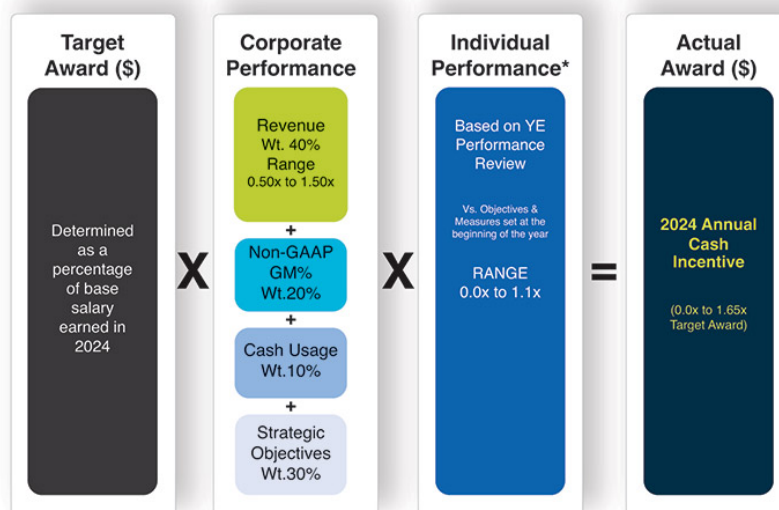 Target
Award ($)
Determined
as a
percentage
of base
salary
earned in
2024
X
Corporate
Performance
Revenue
Wt. 40%
Range
0.50x to 1.50x
+
Non-GAAP
GM%
Wt.20%
+
Cash Usage
Wt.10%
+
Strategic
Objectives
Wt.30%
X
Individual
Performance*
Based on YE
Performance
Review
Vs. Objectives &
Measures set at the
beginning of the year
RANGE
0.0x to 1.1x
=
Actual
Award ($)
2024 Annual
Cash
Incentive
(0.0x to 1.65x
Target Award)